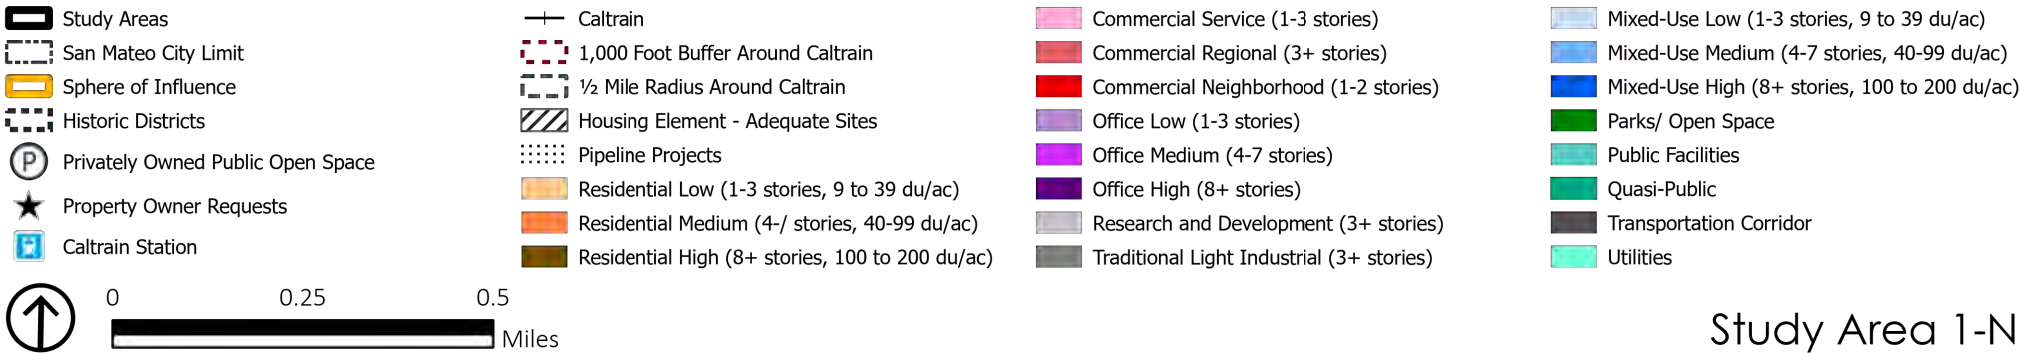 Study Areas
San Mateo City Limit
Sphere of Influence
Historic Districts
P Privately Owned Public Open Space
Property Owner Requests
Caltrain Station
Caltrain
1,000 Foot Buffer Around Caltrain
½ Mile Radius Around Caltrain
Housing Element - Adequate Sites
Pipeline Projects
Residential Low (1-3 stories, 9 to 39 du/ac)
Residential Medium (4-/ stories, 40-99 du/ac)
Residential High (8+ stories, 100 to 200 du/ac)
Commercial Service (1-3 stories)
Commercial Regional (3+ stories)
Commercial Neighborhood (1-2 stories)
Office Low (1-3 stories)
Office Medium (4-7 stories)
Office High (8+ stories)
Research and Development (3+ stories)
Traditional Light Industrial (3+ stories)
Mixed-Use Low (1-3 stories, 9 to 39 du/ac)
Mixed-Use Medium (4-7 stories, 40-99 du/ac)
Mixed-Use High (8+ stories, 100 to 200 du/ac)
Parks/ Open Space
Public Facilities
Quasi-Public
Transportation Corridor
Utilities
0 0.25 0.5
Miles
Study Area 1-N